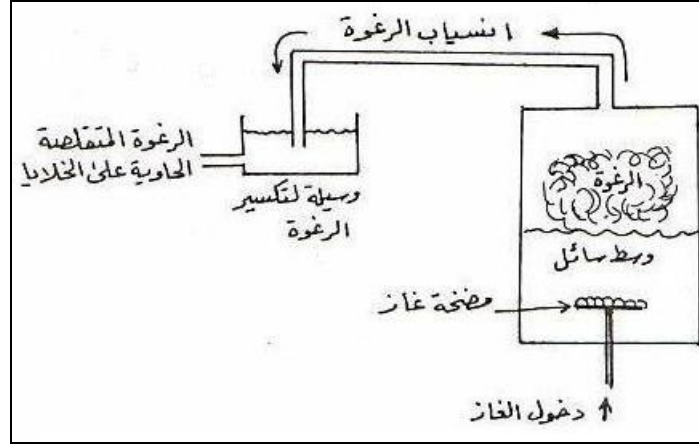 انسياب الرغوة
الرغوة المتقلصة
الحاوية على الخلايا
وسيلة لتكسير
الرغوة
الرغوة
وسط سائل
مضخة غاز
دخول الغاز